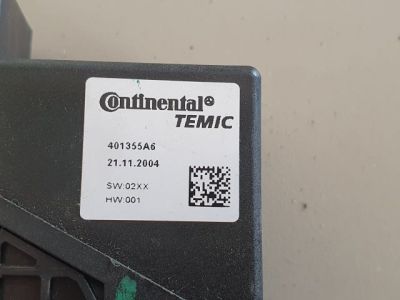 Continental
TEMIC
401355A6
21.11.2004
SW:02XX
HW:001